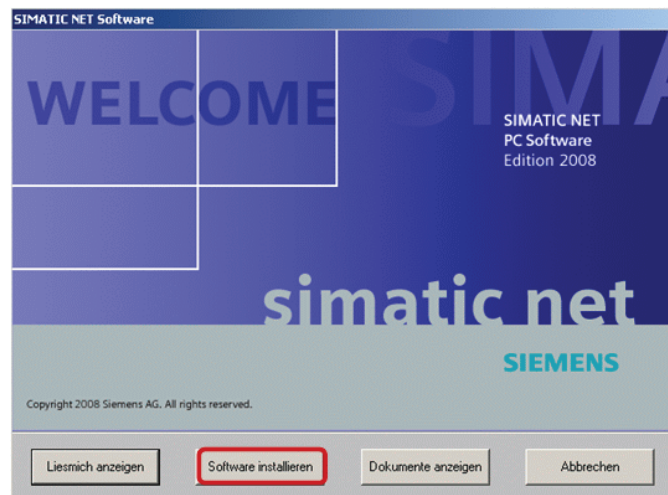 SIMATIC NET Software
WELCOME
SIMA
SIMATIC NET
PC Software
Edition 2008
simatic net
SIEMENS
Copyright 2008 Siemens AG. All rights reserved.
Liesmich anzeigen
Software installieren
Dokumente anzeigen
Abbrechen